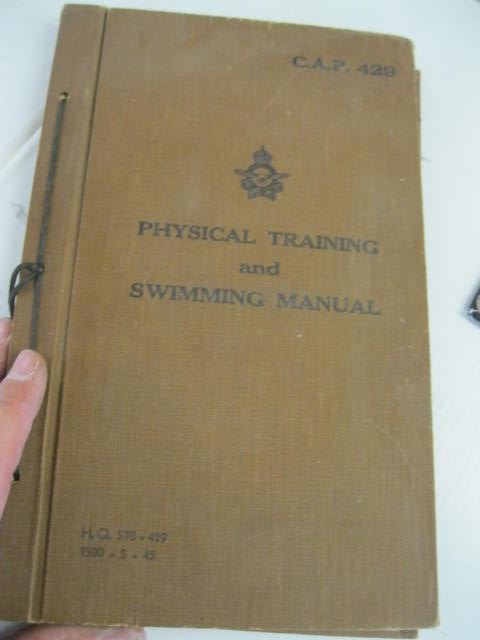 C.A.P. 429
PHYSICAL TRAINING
and
SWIMMING MANUAL
H.Q. 570-429
1500-5-45